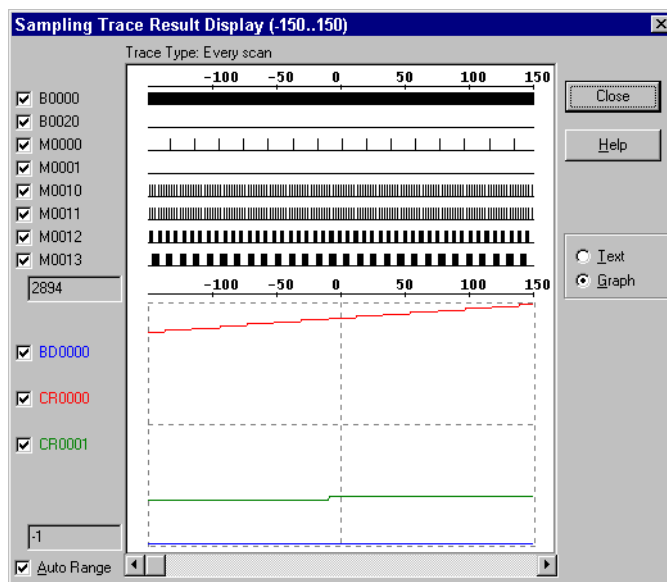 Sampling Trace Result Display (-150..150)
Trace Type: Every scan
-100 -50 0 50 100 150
B0000
B0020
M0000
M0001
M0010
M0011
M0012
M0013
2894
-100 -50 0 50 100 150
BD0000
CR0000
CR0001
-1
Auto Range
Close
Help
Text
Graph